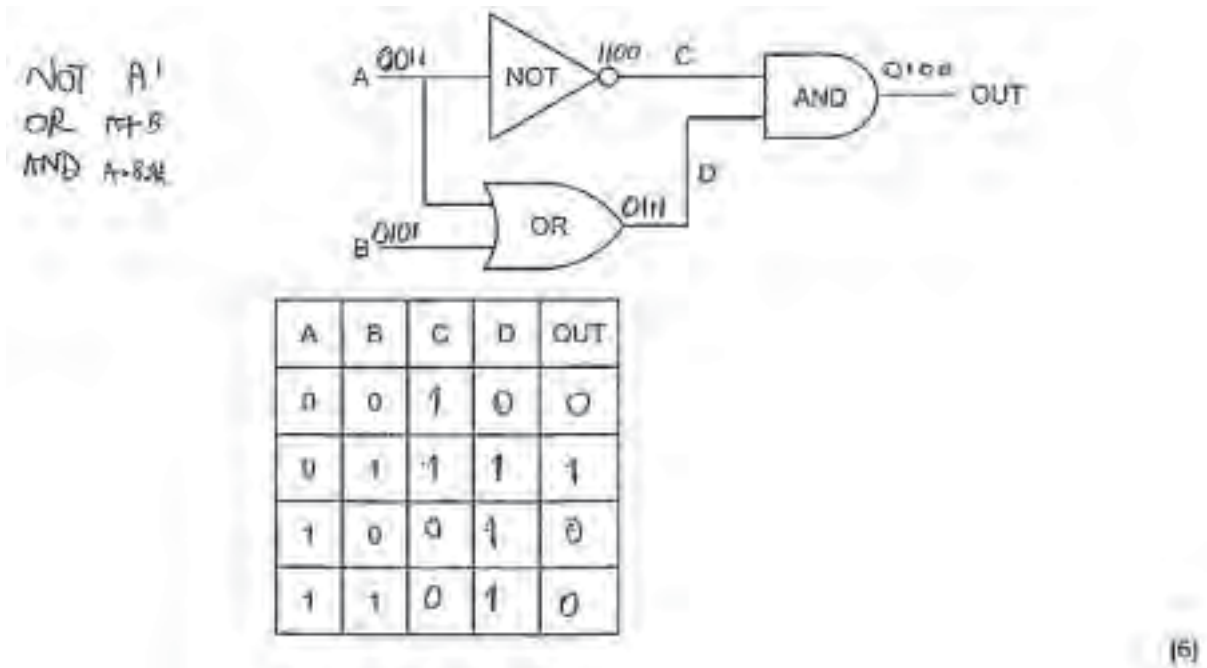 NOT A'
OR A+B
AND
A 0011 NOT 1100 C AND 0100 OUT
D
B 0101 OR 0111
A B C D OUT
0 0 1 0 0
0 1 1 1 1
1 0 0 1 0
1 1 0 1 0
(6)